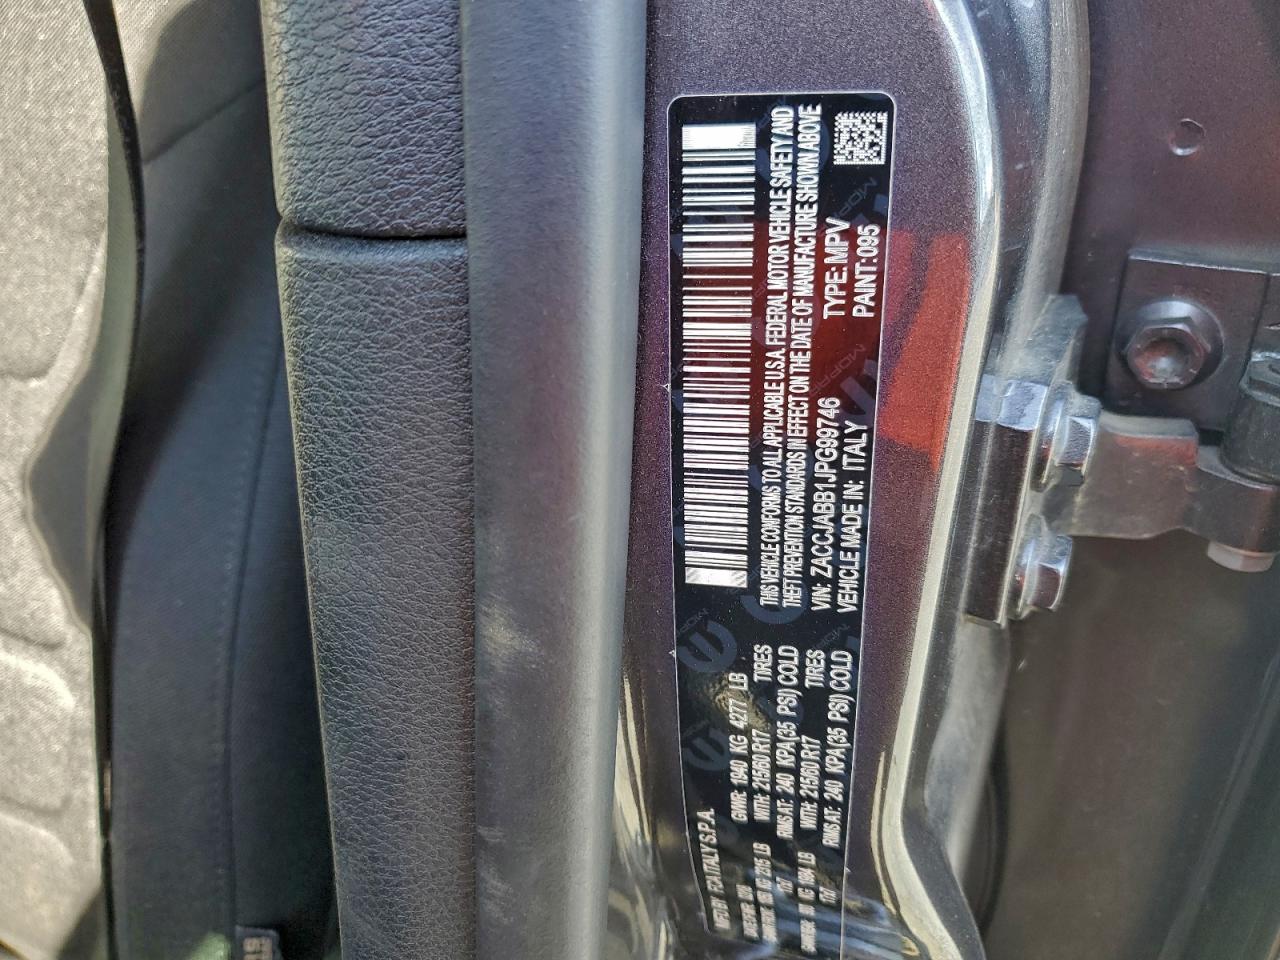 MFD BY: FCA ITALY S.P.A.
GVWR: 1940 KG 4277 LB
WITH: 215/60 R17 TIRES
RIMS AT: 240 KPA(35 PSI) COLD
WITH: 215/60 R17 TIRES
RIMS AT: 240 KPA(35 PSI) COLD
THIS VEHICLE CONFORMS TO ALL APPLICABLE U.S.A. FEDERAL MOTOR VEHICLE SAFETY AND
THEFT PREVENTION STANDARDS IN EFFECT ON THE DATE OF MANUFACTURE SHOWN ABOVE
VIN: ZACCJABB1JPG99746 TYPE: MPV
VEHICLE MADE IN: ITALY PAINT: 095
MOPAR